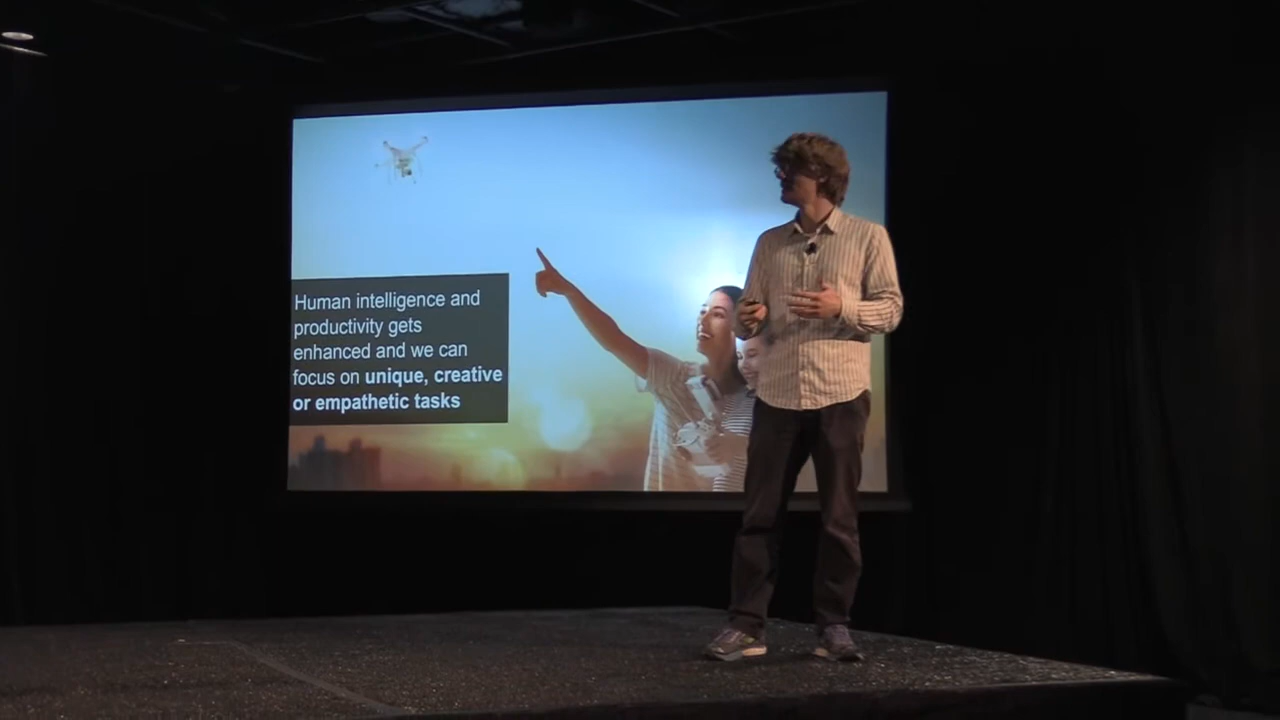 Human intelligence and
productivity gets
enhanced and we can
focus on unique, creative
or empathetic tasks